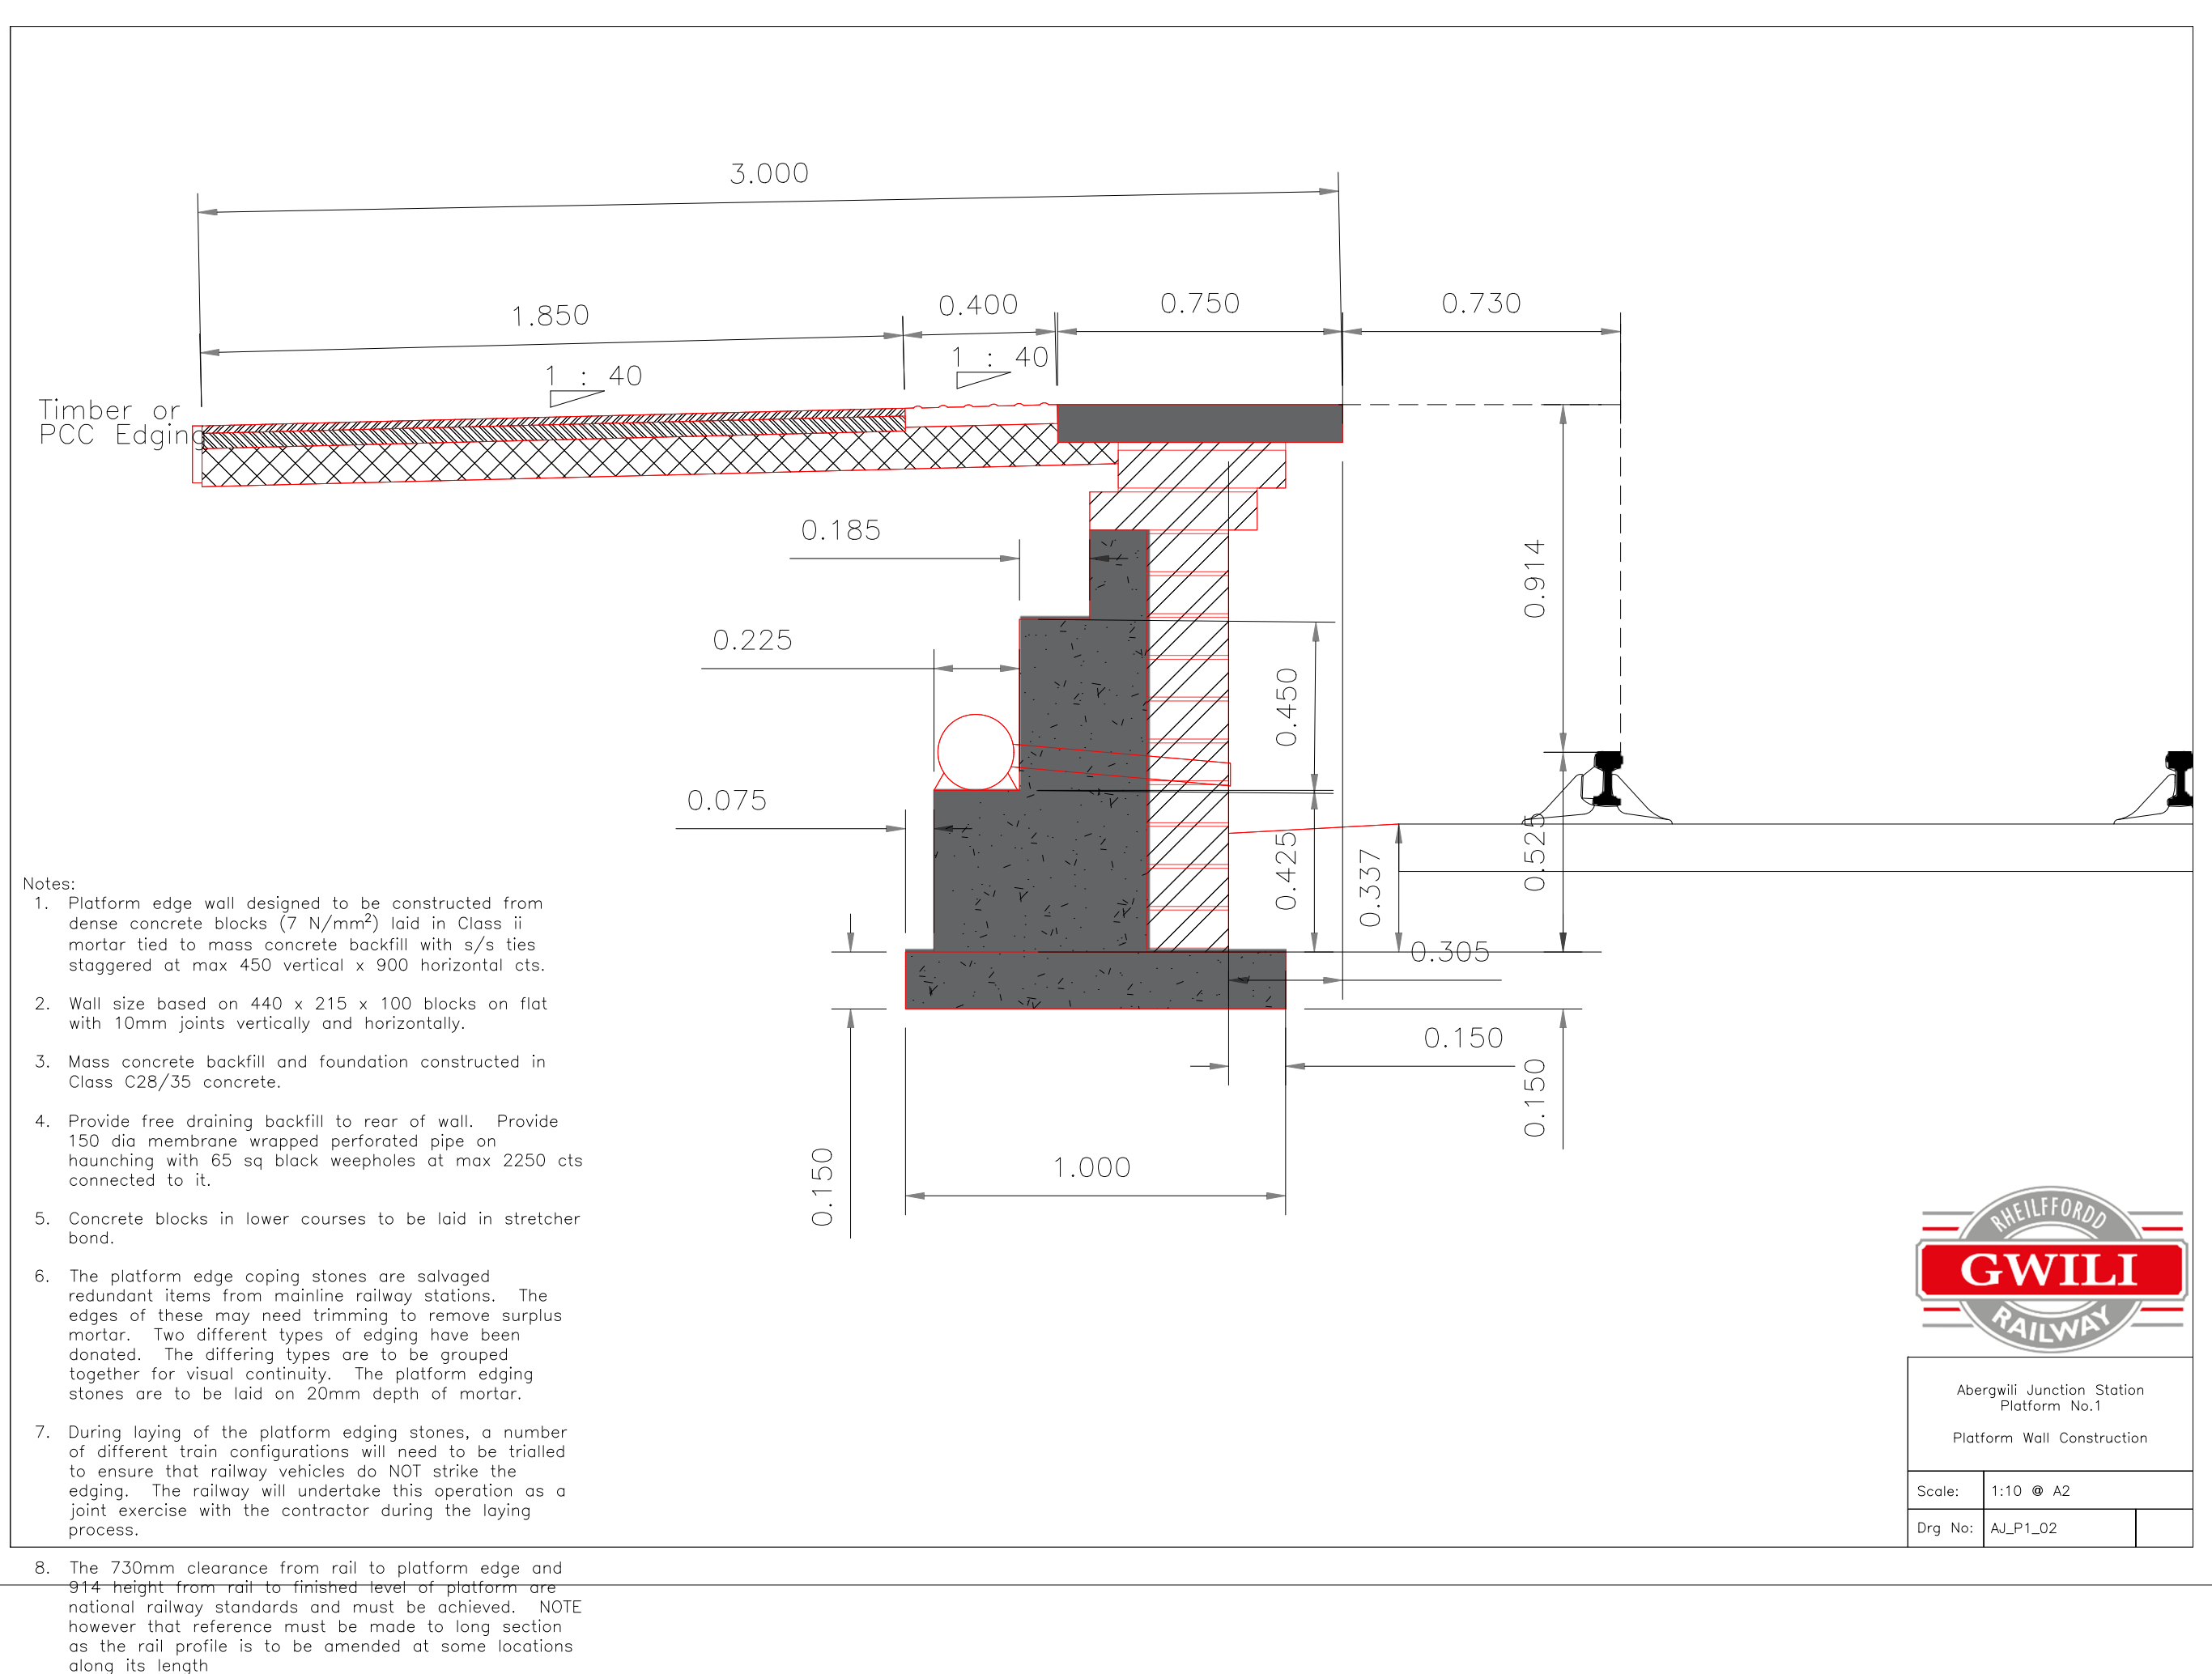 3.000
1.850
0.400
0.750
0.730
1 : 40
1 : 40
Timber or
PCC Edging
0.185
0.914
0.225
0.450
0.075
0.425
0.337
0.525
0.305
0.150
0.150
0.150
1.000
Notes:
1. Platform edge wall designed to be constructed from
dense concrete blocks (7 N/mm²) laid in Class ii
mortar tied to mass concrete backfill with s/s ties
staggered at max 450 vertical x 900 horizontal cts.
2. Wall size based on 440 x 215 x 100 blocks on flat
with 10mm joints vertically and horizontally.
3. Mass concrete backfill and foundation constructed in
Class C28/35 concrete.
4. Provide free draining backfill to rear of wall. Provide
150 dia membrane wrapped perforated pipe on
haunching with 65 sq black weepholes at max 2250 cts
connected to it.
5. Concrete blocks in lower courses to be laid in stretcher
bond.
6. The platform edge coping stones are salvaged
redundant items from mainline railway stations. The
edges of these may need trimming to remove surplus
mortar. Two different types of edging have been
donated. The differing types are to be grouped
together for visual continuity. The platform edging
stones are to be laid on 20mm depth of mortar.
7. During laying of the platform edging stones, a number
of different train configurations will need to be trialled
to ensure that railway vehicles do NOT strike the
edging. The railway will undertake this operation as a
joint exercise with the contractor during the laying
process.
8. The 730mm clearance from rail to platform edge and
914 height from rail to finished level of platform are
national railway standards and must be achieved. NOTE
however that reference must be made to long section
as the rail profile is to be amended at some locations
along its length
RHEILFFORDD
GWILI
RAILWAY
Abergwili Junction Station
Platform No.1
Platform Wall Construction
Scale: 1:10 @ A2
Drg No: AJ_P1_02